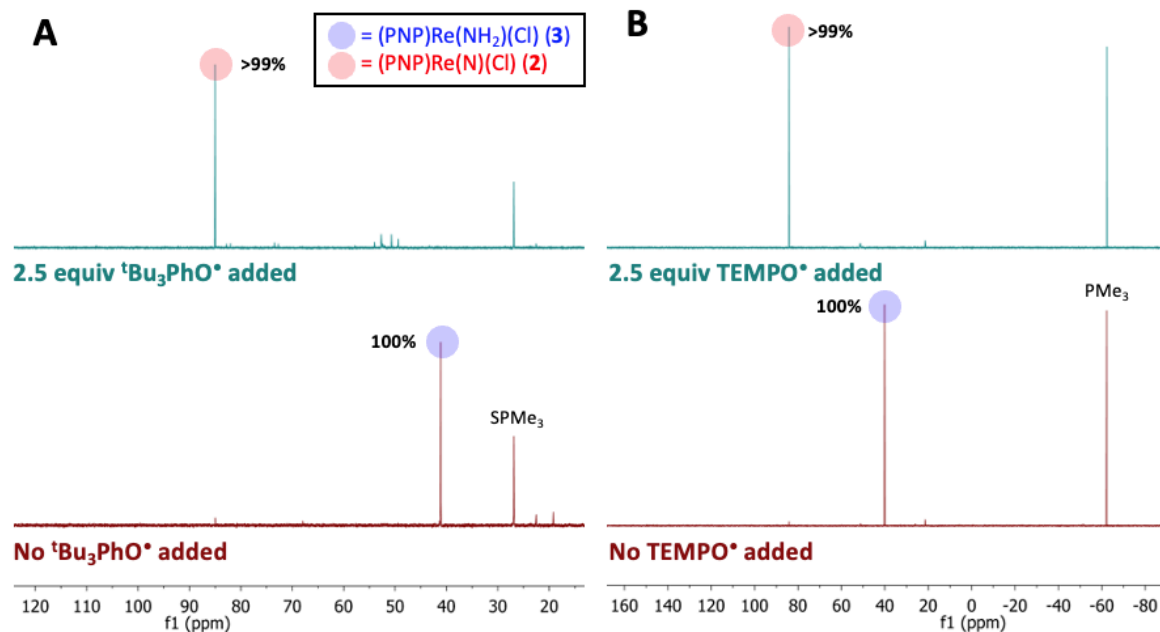 A
= (PNP)Re(NH₂)(Cl) (3)
= (PNP)Re(N)(Cl) (2)
>99%
2.5 equiv ᵗBu₃PhO• added
100%
SPMe₃
No ᵗBu₃PhO• added
120 110 100 90 80 70 60 50 40 30 20
f1 (ppm)
B
>99%
2.5 equiv TEMPO• added
100%
PMe₃
No TEMPO• added
160 140 120 100 80 60 40 20 0 -20 -40 -60 -80
f1 (ppm)